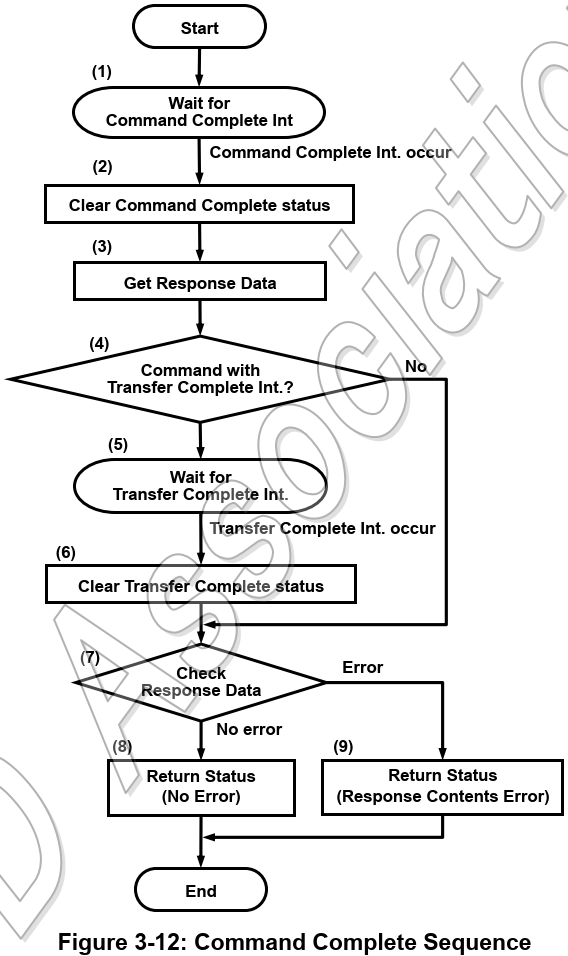 Start
(1)
Wait for
Command Complete Int
Command Complete Int. occur
(2)
Clear Command Complete status
(3)
Get Response Data
(4)
Command with
Transfer Complete Int.?
No
(5)
Wait for
Transfer Complete Int.
Transfer Complete Int. occur
(6)
Clear Transfer Complete status
(7)
Check
Response Data
Error
No error
(8)
Return Status
(No Error)
(9)
Return Status
(Response Contents Error)
End
Figure 3-12: Command Complete Sequence
D Associatio